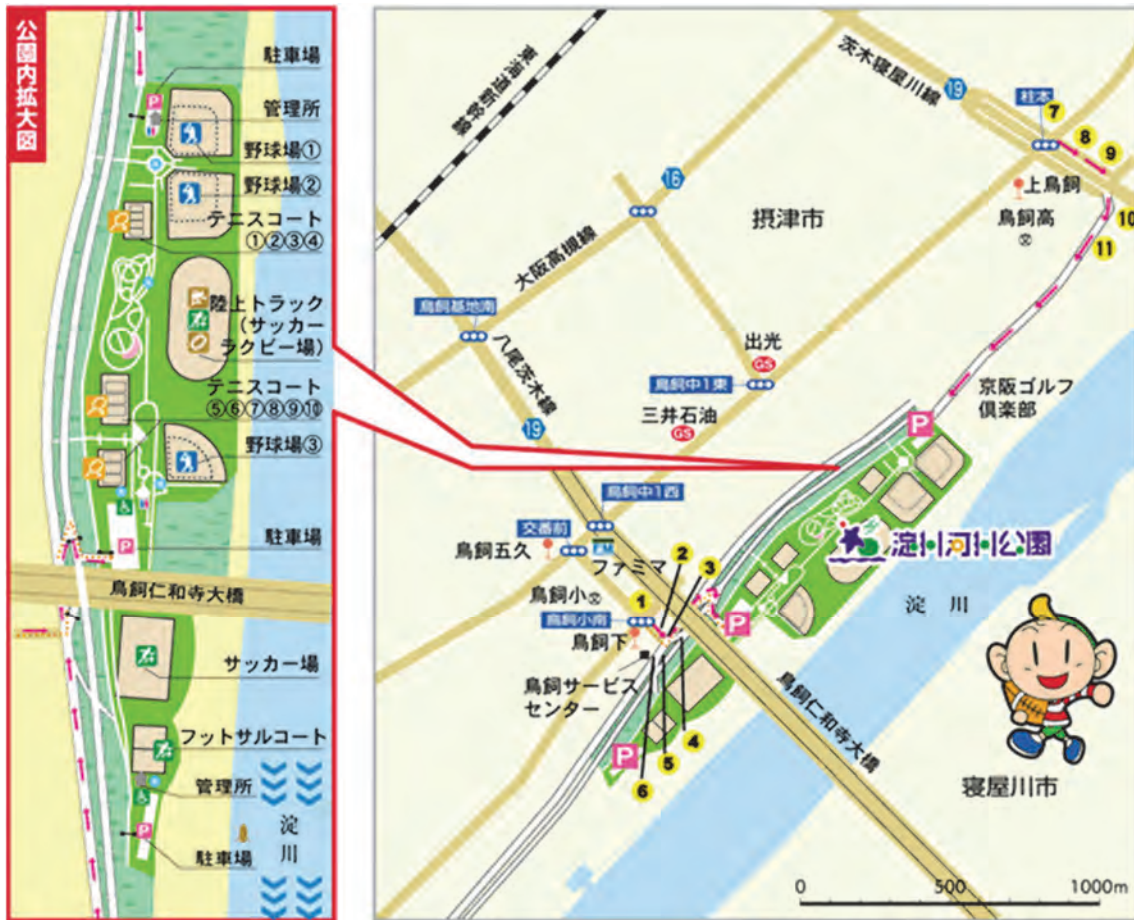 公園内拡大図
駐車場
管理所
野球場①
野球場②
テニスコート
①②③④
陸上トラック
(サッカー
ラクビー場)
テニスコート
⑤⑥⑦⑧⑨⑩
野球場③
P
駐車場
鳥飼仁和寺大橋
サッカー場
フットサルコート
管理所
淀川
P
駐車場
東海道新幹線
茨木寝屋川線
19
柱本
7
8
9
上鳥飼
鳥飼高
10
11
16
摂津市
大阪高槻線
鳥飼基地南
八尾茨木線
出光
GS
鳥飼中1東
三井石油
GS
京阪ゴルフ
倶楽部
19
P
鳥飼中1西
交番前
鳥飼五久
ファミマ
2
3
淀川河川公園
鳥飼小
1
鳥飼小南
P
淀川
鳥飼下
鳥飼サービス
センター
鳥飼仁和寺大橋
4
5
6
P
寝屋川市
0
500
1000m